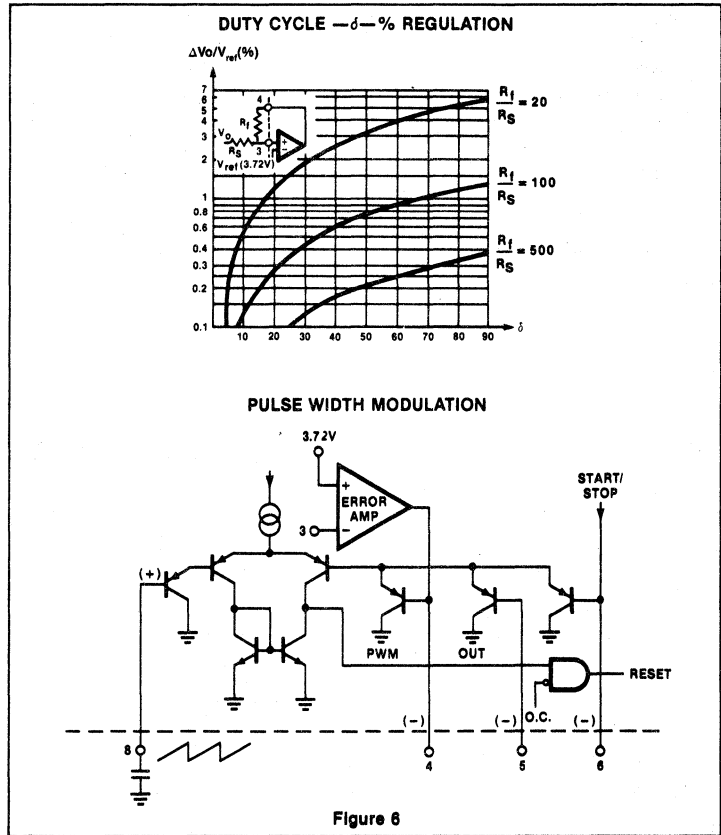 DUTY CYCLE —δ—% REGULATION
ΔVo/Vref(%)
7
6
5
4
3
2
1
0.8
0.6
0.4
0.3
0.2
0.1
10 20 30 40 50 60 70 80 90 δ
4
Rf
Vo
RS
3
+
−
Vref (3.72V)
Rf
RS = 20
Rf
RS = 100
Rf
RS = 500
PULSE WIDTH MODULATION
3.72V
+
ERROR
AMP
3 −
START/
STOP
(+)
PWM
OUT
RESET
O.C.
(−) (−) (−)
8 4 5 6
Figure 6